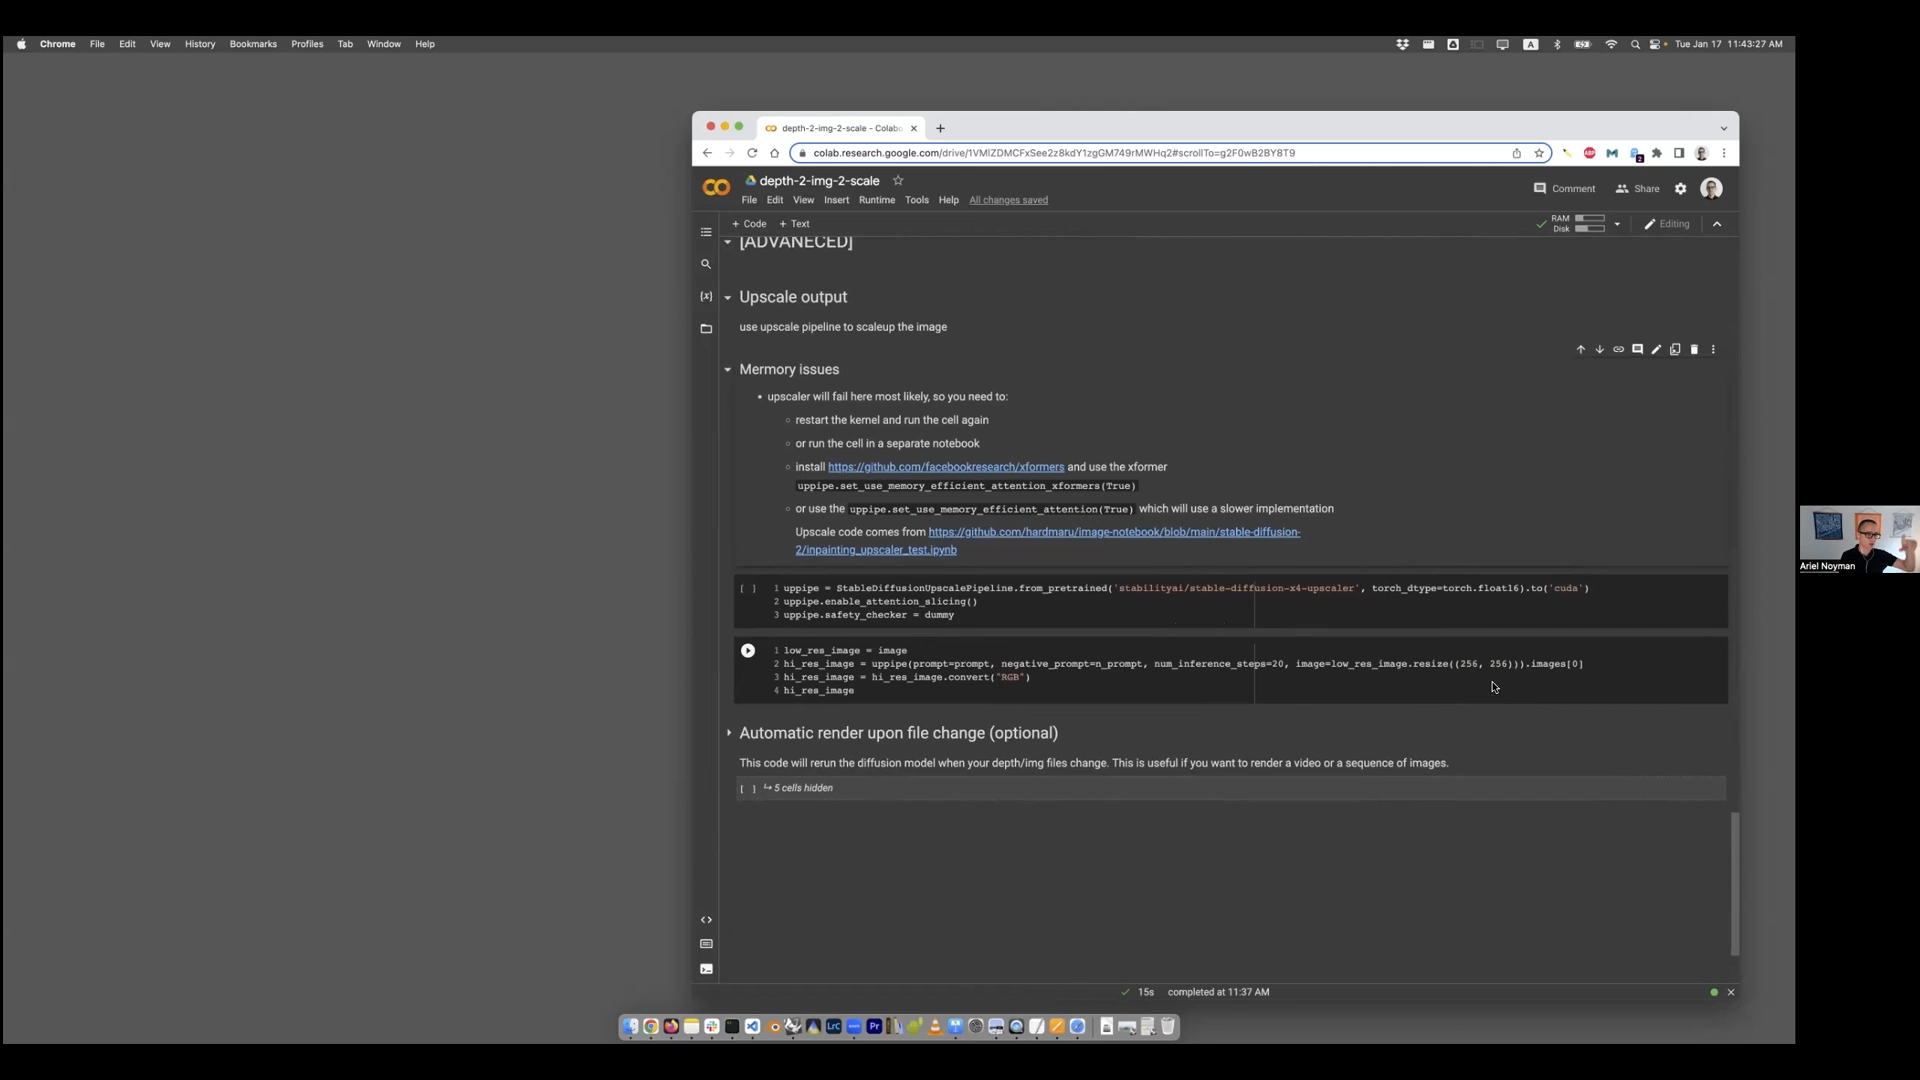 Chrome File Edit View History Bookmarks Profiles Tab Window Help
A
Tue Jan 17 11:43:27 AM
depth-2-img-2-scale - Colabo
colab.research.google.com/drive/1VMIZDMCFxSee2z8kdY1zgGM749rMWHq2#scrollTo=g2F0wB2BY8T9
ABP
2
depth-2-img-2-scale
Comment
Share
File Edit View Insert Runtime Tools Help All changes saved
+ Code + Text
RAM
Disk
Editing
[ADVANECED]
{x}
Upscale output
use upscale pipeline to scaleup the image
Mermory issues
• upscaler will fail here most likely, so you need to:
◦ restart the kernel and run the cell again
◦ or run the cell in a separate notebook
◦ install https://github.com/facebookresearch/xformers and use the xformer
uppipe.set_use_memory_efficient_attention_xformers(True)
◦ or use the uppipe.set_use_memory_efficient_attention(True) which will use a slower implementation
Upscale code comes from https://github.com/hardmaru/image-notebook/blob/main/stable-diffusion-
2/inpainting_upscaler_test.ipynb
[ ] 1 uppipe = StableDiffusionUpscalePipeline.from_pretrained('stabilityai/stable-diffusion-x4-upscaler', torch_dtype=torch.float16).to('cuda')
2 uppipe.enable_attention_slicing()
3 uppipe.safety_checker = dummy
1 low_res_image = image
2 hi_res_image = uppipe(prompt=prompt, negative_prompt=n_prompt, num_inference_steps=20, image=low_res_image.resize((256, 256))).images[0]
3 hi_res_image = hi_res_image.convert("RGB")
4 hi_res_image
Automatic render upon file change (optional)
This code will rerun the diffusion model when your depth/img files change. This is useful if you want to render a video or a sequence of images.
[ ] ↳ 5 cells hidden
15s completed at 11:37 AM
LrC
Pr
Ariel Noyman